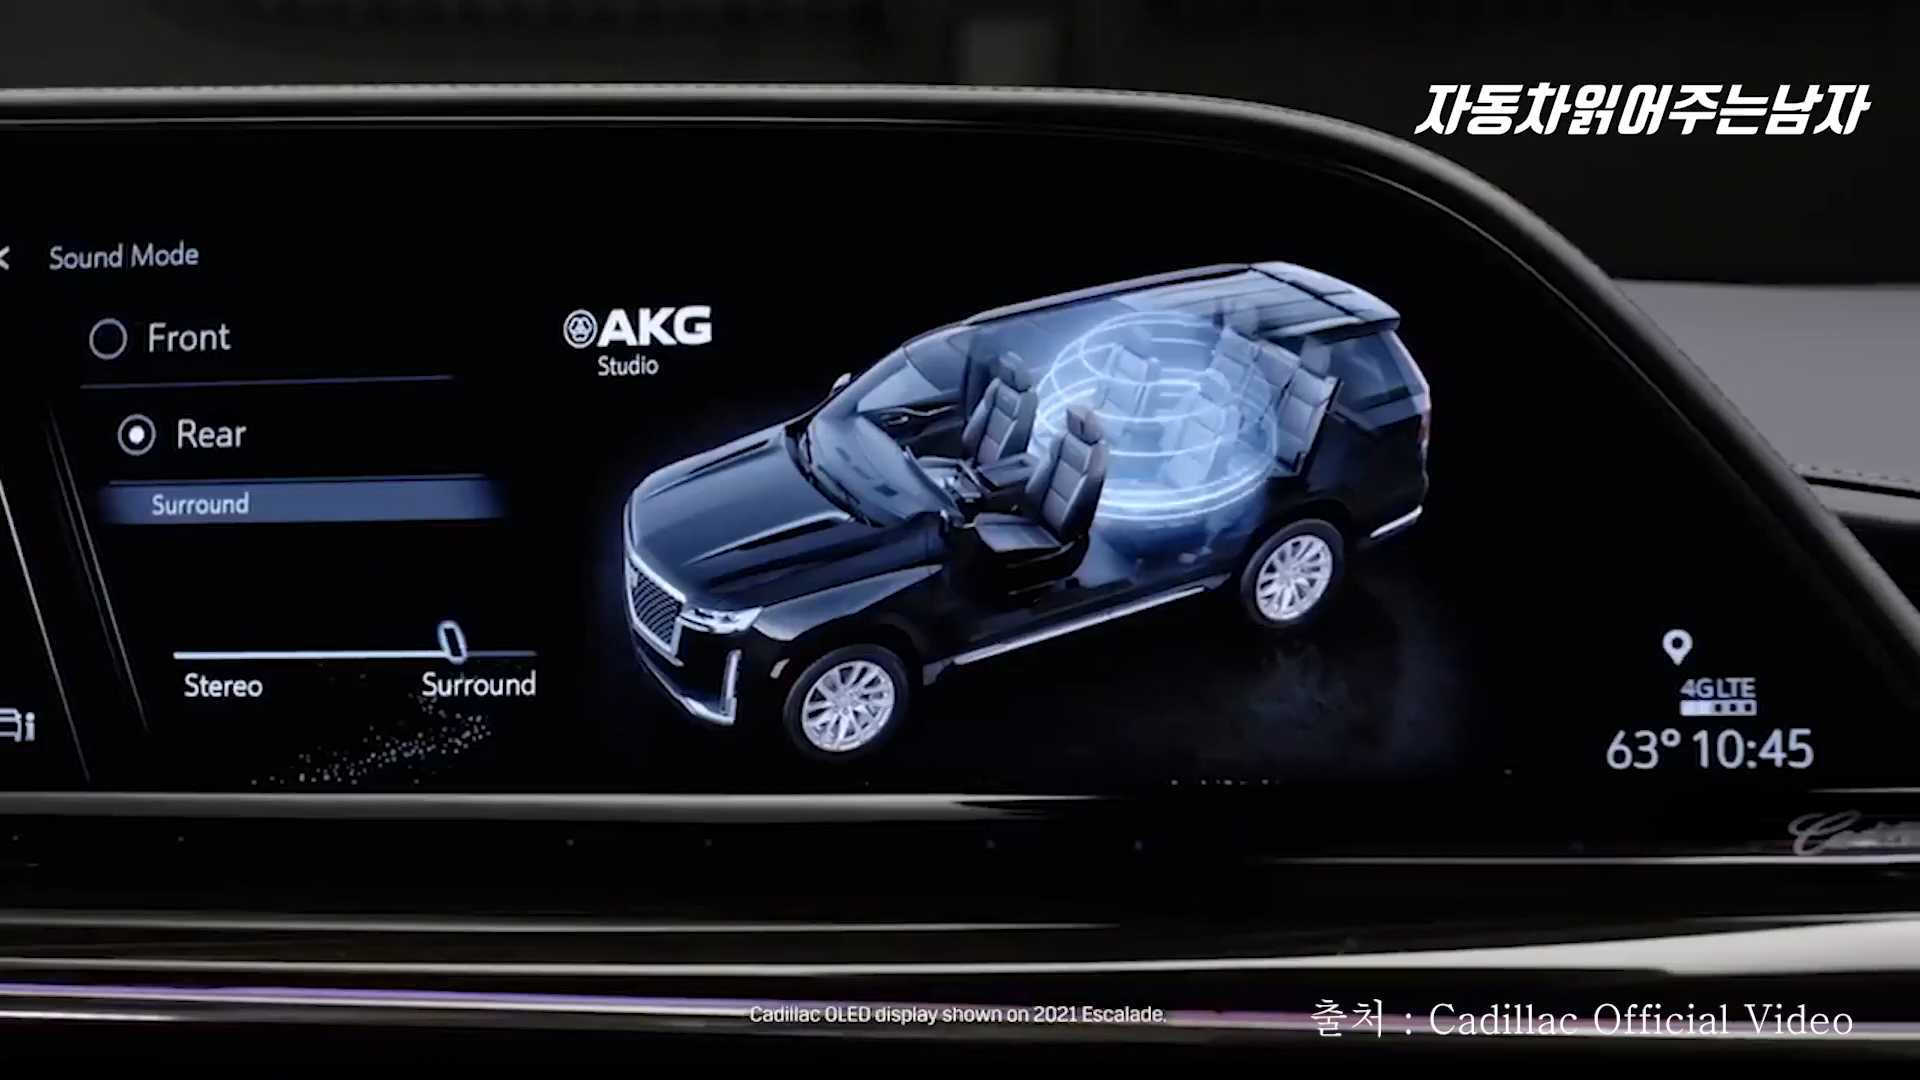 자동차읽어주는남자
Sound Mode
Front
AKG
Studio
Rear
Surround
Stereo
Surround
4G LTE
63° 10:45
Cadillac OLED display shown on 2021 Escalade.
출처 : Cadillac Official Video